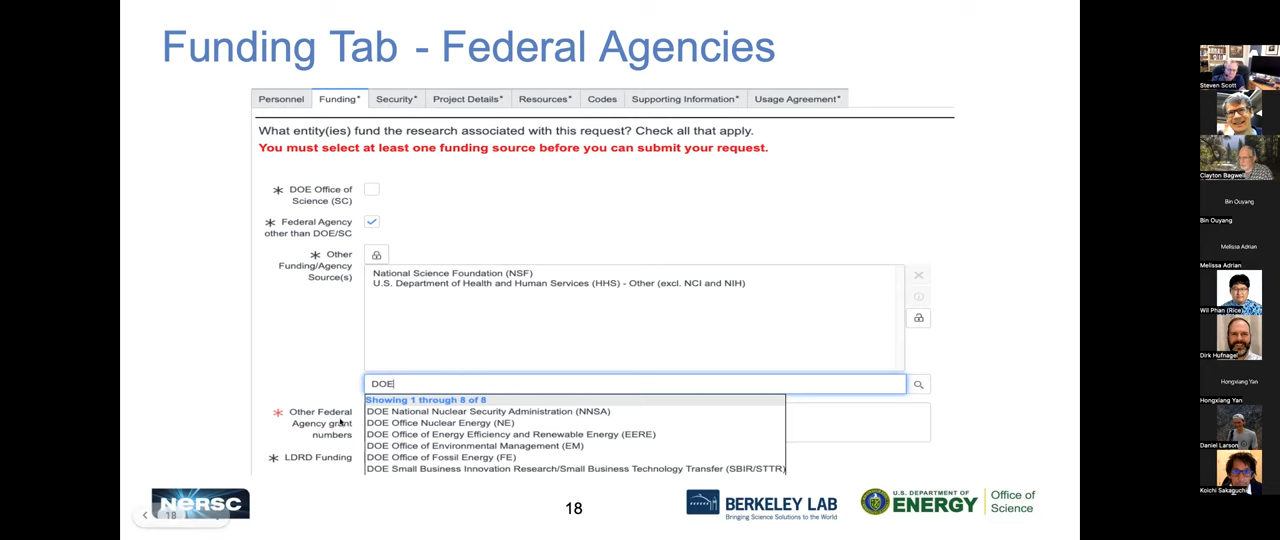 Funding Tab - Federal Agencies
Personnel
Funding*
Security*
Project Details*
Resources*
Codes
Supporting Information*
Usage Agreement*
What entity(ies) fund the research associated with this request? Check all that apply.
You must select at least one funding source before you can submit your request.
* DOE Office of
Science (SC)
* Federal Agency
other than DOE/SC
* Other
Funding/Agency
Source(s)
National Science Foundation (NSF)
U.S. Department of Health and Human Services (HHS) - Other (excl. NCI and NIH)
DOE
Showing 1 through 8 of 8
DOE National Nuclear Security Administration (NNSA)
DOE Office Nuclear Energy (NE)
DOE Office of Energy Efficiency and Renewable Energy (EERE)
DOE Office of Environmental Management (EM)
DOE Office of Fossil Energy (FE)
DOE Small Business Innovation Research/Small Business Technology Transfer (SBIR/STTR)
* Other Federal
Agency grant
numbers
* LDRD Funding
NERSC
18
18
BERKELEY LAB
Bringing Science Solutions to the World
U.S. DEPARTMENT OF
ENERGY
Office of
Science
Steven Scott
Clayton Bagwell
Bin Ouyang
Bin Ouyang
Melissa Adrian
Melissa Adrian
Wil Phan (Rice)
Dirk Hufnagel
Hongxiang Yan
Hongxiang Yan
Daniel Larson
Koichi Sakaguchi